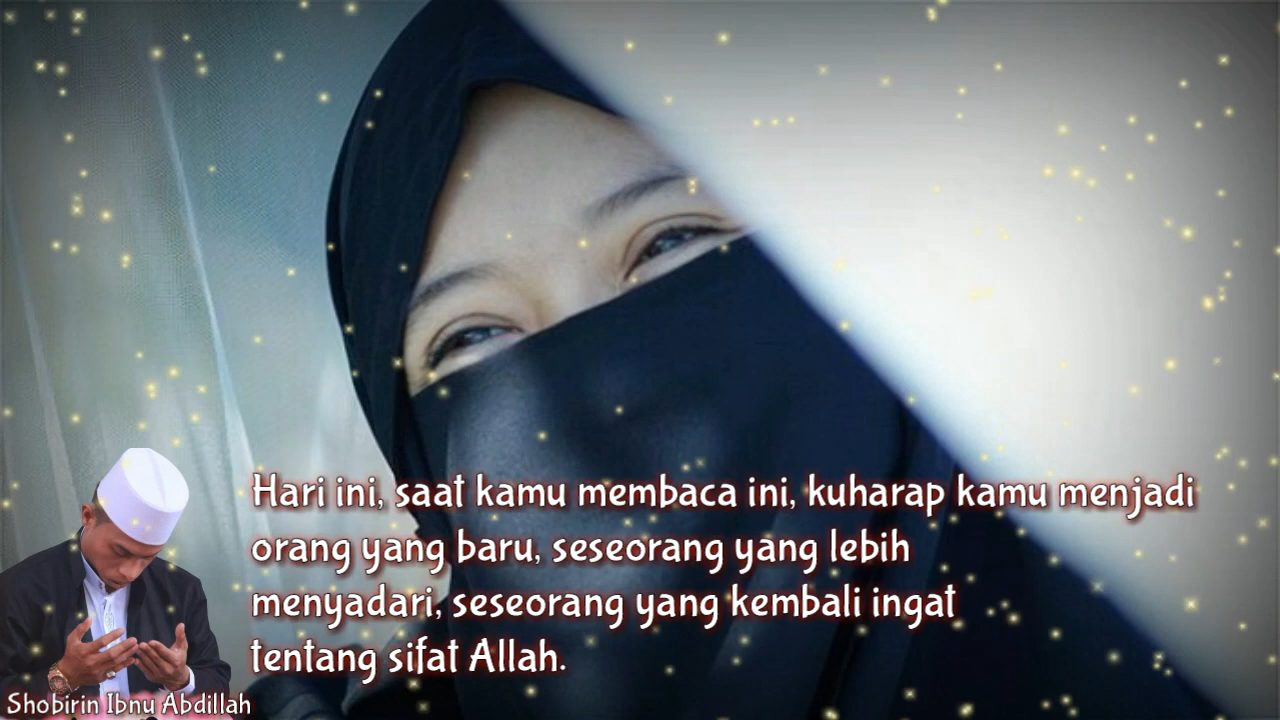 Hari ini, saat kamu membaca ini, kuharap kamu menjadi
orang yang baru, seseorang yang lebih
menyadari, seseorang yang kembali ingat
tentang sifat Allah.
Shobirin Ibnu Abdillah